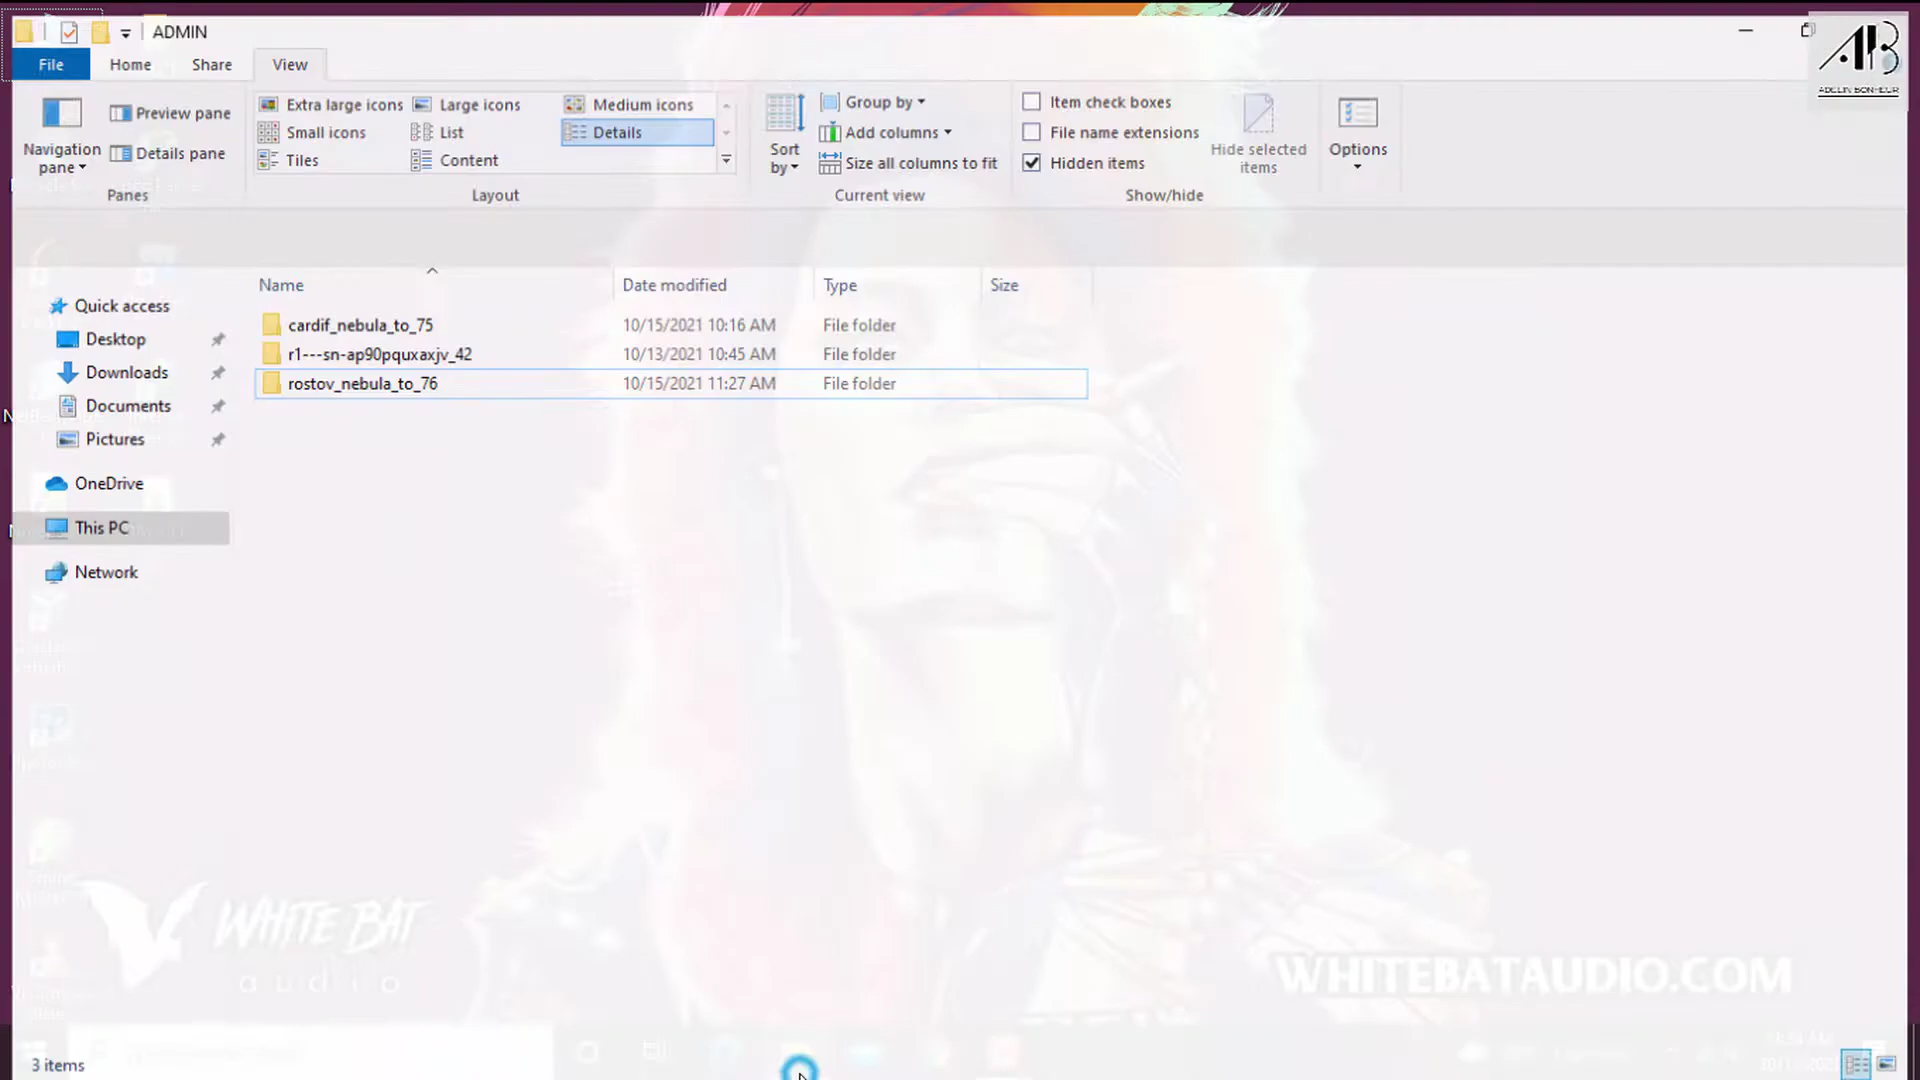 ADMIN
File Home Share View
Navigation pane
Preview pane
Details pane
Panes
Extra large icons Large icons Medium icons
Small icons List Details
Tiles Content
Layout
Sort by
Group by
Add columns
Size all columns to fit
Current view
Item check boxes
File name extensions
Hidden items
Hide selected items
Show/hide
Options
ADELIN BONHEUR
Name Date modified Type Size
cardif_nebula_to_75 10/15/2021 10:16 AM File folder
r1---sn-ap90pquxaxjv_42 10/13/2021 10:45 AM File folder
rostov_nebula_to_76 10/15/2021 11:27 AM File folder
Quick access
Desktop
Downloads
Documents
Pictures
OneDrive
This PC
Network
WHITE BAT
audio
WHITEBATAUDIO.COM
3 items